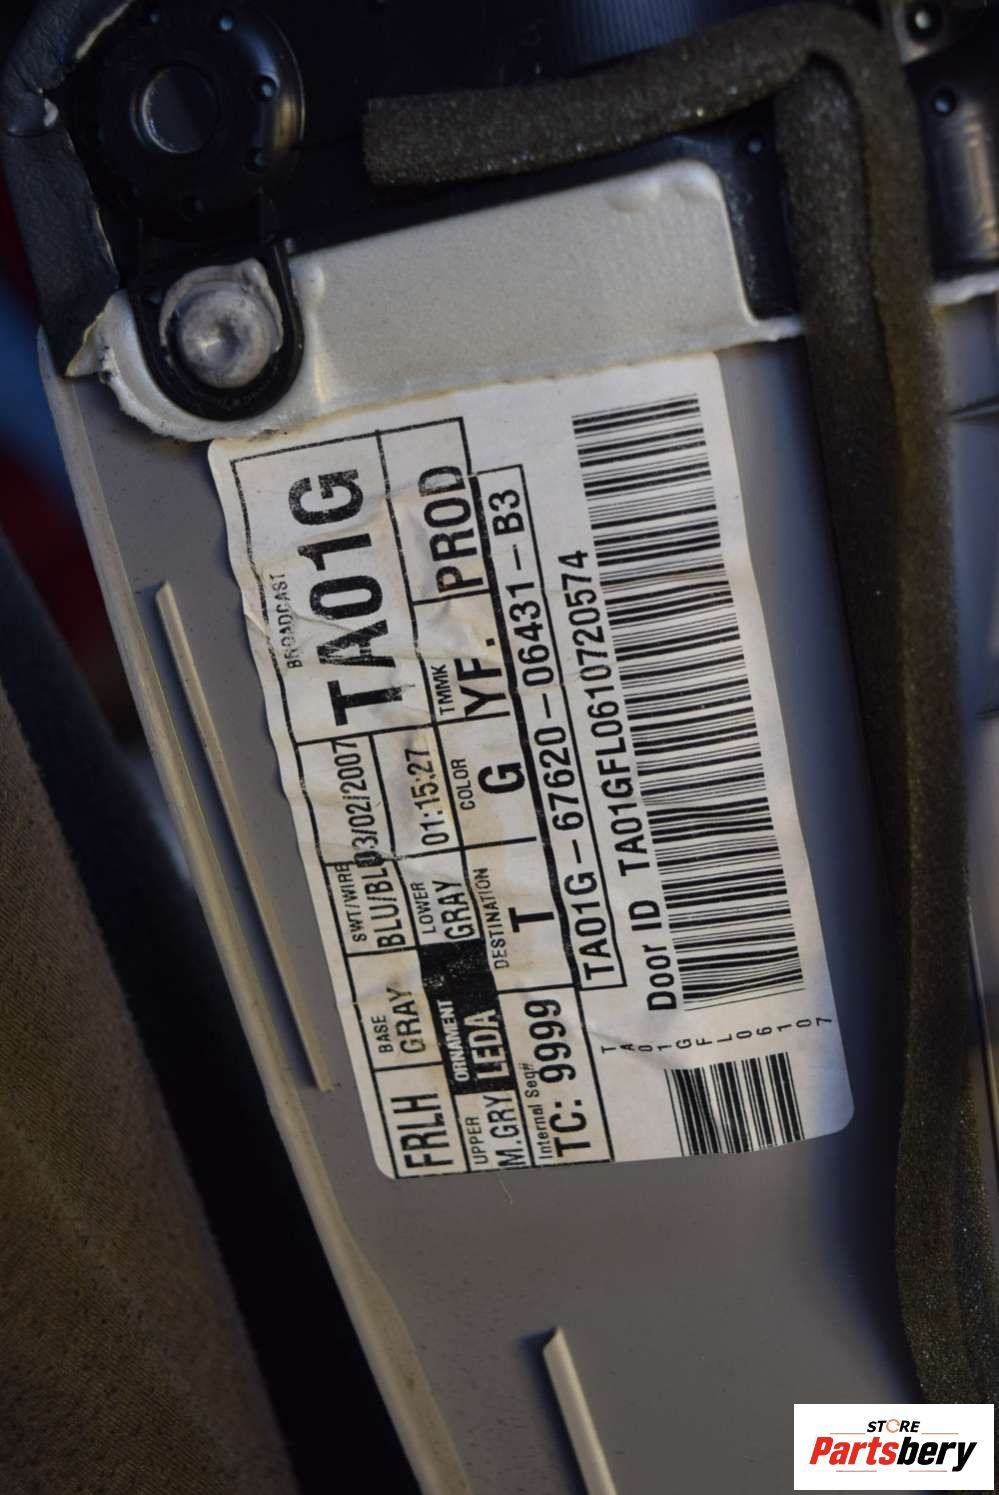 BROADCAST
TA01G
SWT/WIRE
BLU/BLU
03/02/2007
BASE
GRAY
FRLH
LOWER
GRAY
01:15:27
TMMK
PROD
ORNAMENT
LEDA
UPPER
M.GRY
DESTINATION
T
COLOR
G
YF.
Internal Seq#
TC: 9999
TA01G-67620-06431-B3
Door ID TA01GFL0610720574
TA01GFL06107
STORE
Partsbery